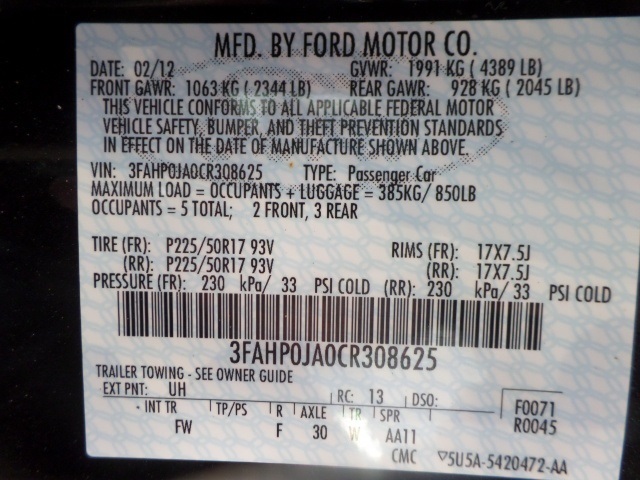 MFD. BY FORD MOTOR CO.
DATE: 02/12 GVWR: 1991 KG ( 4389 LB)
FRONT GAWR: 1063 KG ( 2344 LB) REAR GAWR: 928 KG ( 2045 LB)
THIS VEHICLE CONFORMS TO ALL APPLICABLE FEDERAL MOTOR
VEHICLE SAFETY, BUMPER, AND THEFT PREVENTION STANDARDS
IN EFFECT ON THE DATE OF MANUFACTURE SHOWN ABOVE.
VIN: 3FAHP0JA0CR308625 TYPE: Passenger Car
MAXIMUM LOAD = OCCUPANTS + LUGGAGE = 385KG/ 850LB
OCCUPANTS = 5 TOTAL; 2 FRONT, 3 REAR
TIRE (FR): P225/50R17 93V RIMS (FR): 17X7.5J
(RR): P225/50R17 93V (RR): 17X7.5J
PRESSURE (FR): 230 kPa/ 33 PSI COLD (RR): 230 kPa/ 33 PSI COLD
3FAHP0JA0CR308625
TRAILER TOWING - SEE OWNER GUIDE
EXT PNT: UH RC: 13 DSO: F0071
R0045
- INT TR TP/PS R AXLE TR SPR
FW F 30 W AA11
CMC ▽5U5A-5420472-AA